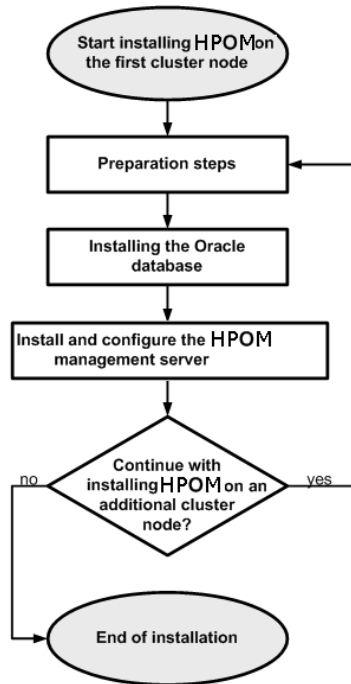 Start installing HPOM on
the first cluster node
Preparation steps
Installing the Oracle
database
Install and configure the HPOM
management server
Continue with
installing HPOM on an
additional cluster
node?
no
yes
End of installation